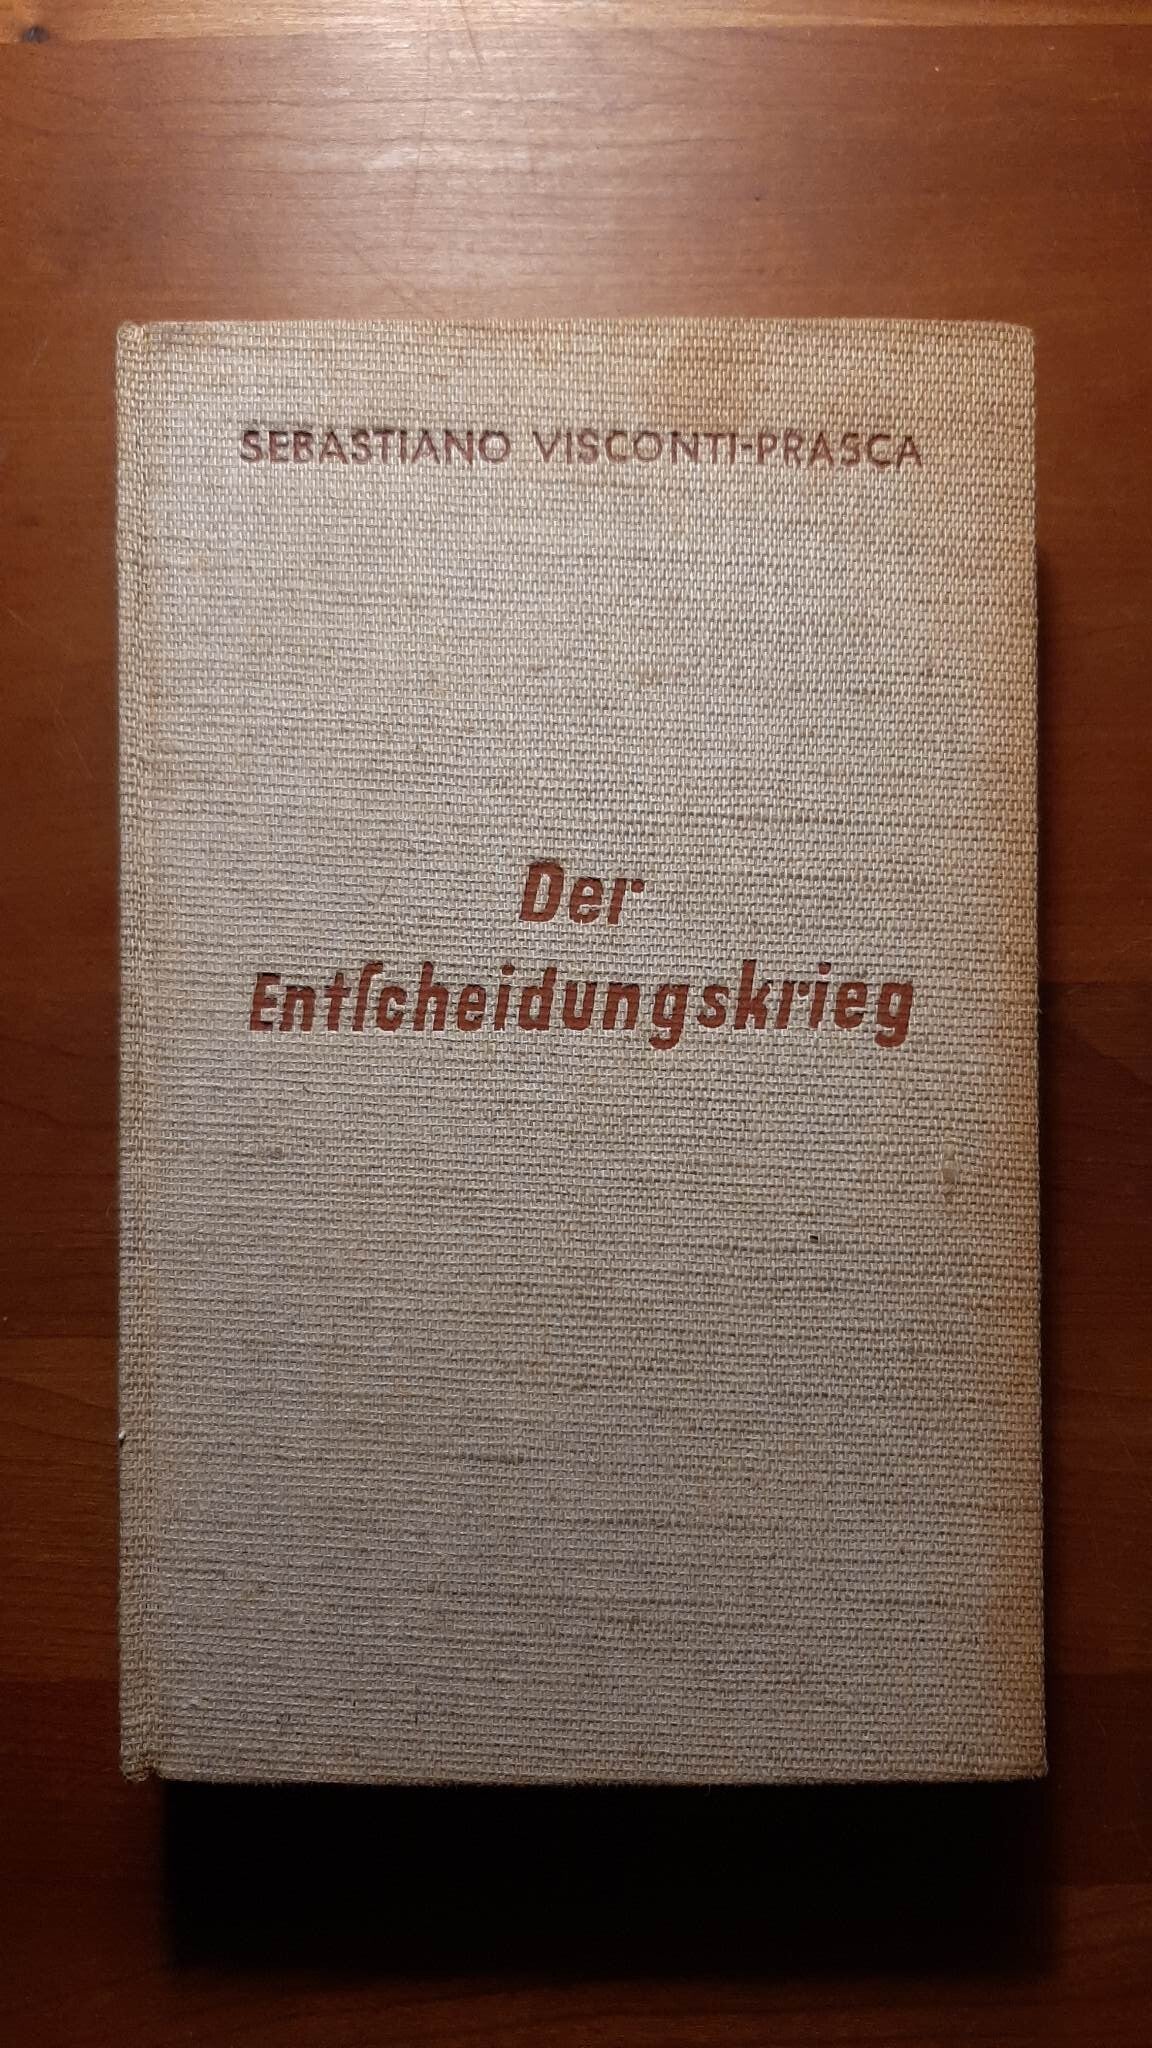 SEBASTIANO VISCONTI-PRASCA
Der
Entſcheidungskrieg